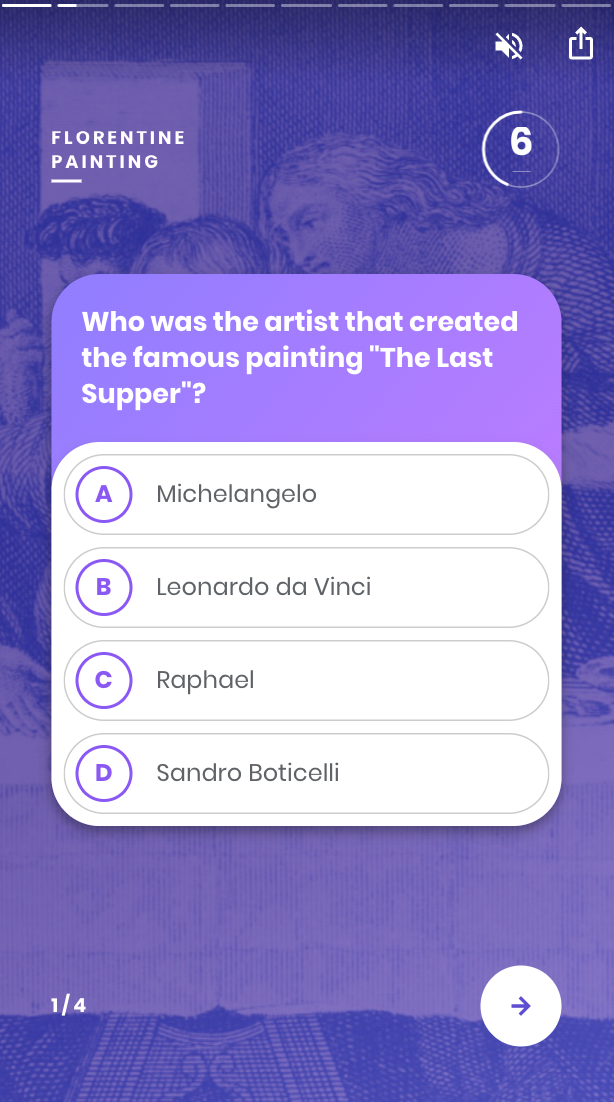 FLORENTINE
PAINTING
6
Who was the artist that created
the famous painting "The Last
Supper"?
A Michelangelo
B Leonardo da Vinci
C Raphael
D Sandro Boticelli
1/4